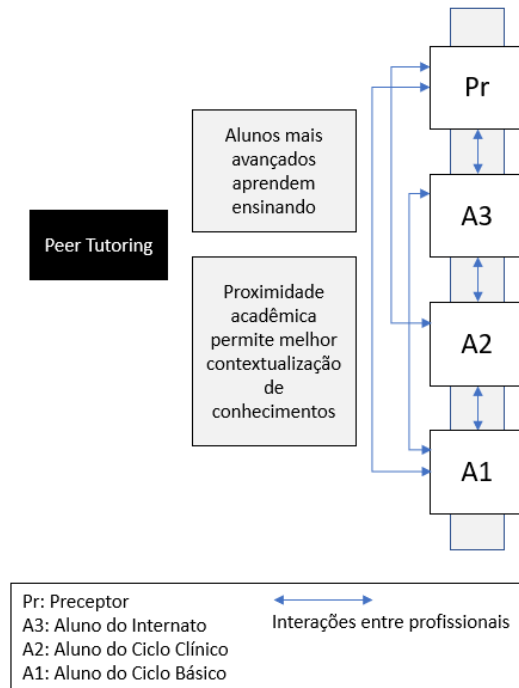 Peer Tutoring
Alunos mais
avançados
aprendem
ensinando
Proximidade
acadêmica
permite melhor
contextualização
de
conhecimentos
Pr
A3
A2
A1
Pr: Preceptor
A3: Aluno do Internato
A2: Aluno do Ciclo Clínico
A1: Aluno do Ciclo Básico
Interações entre profissionais